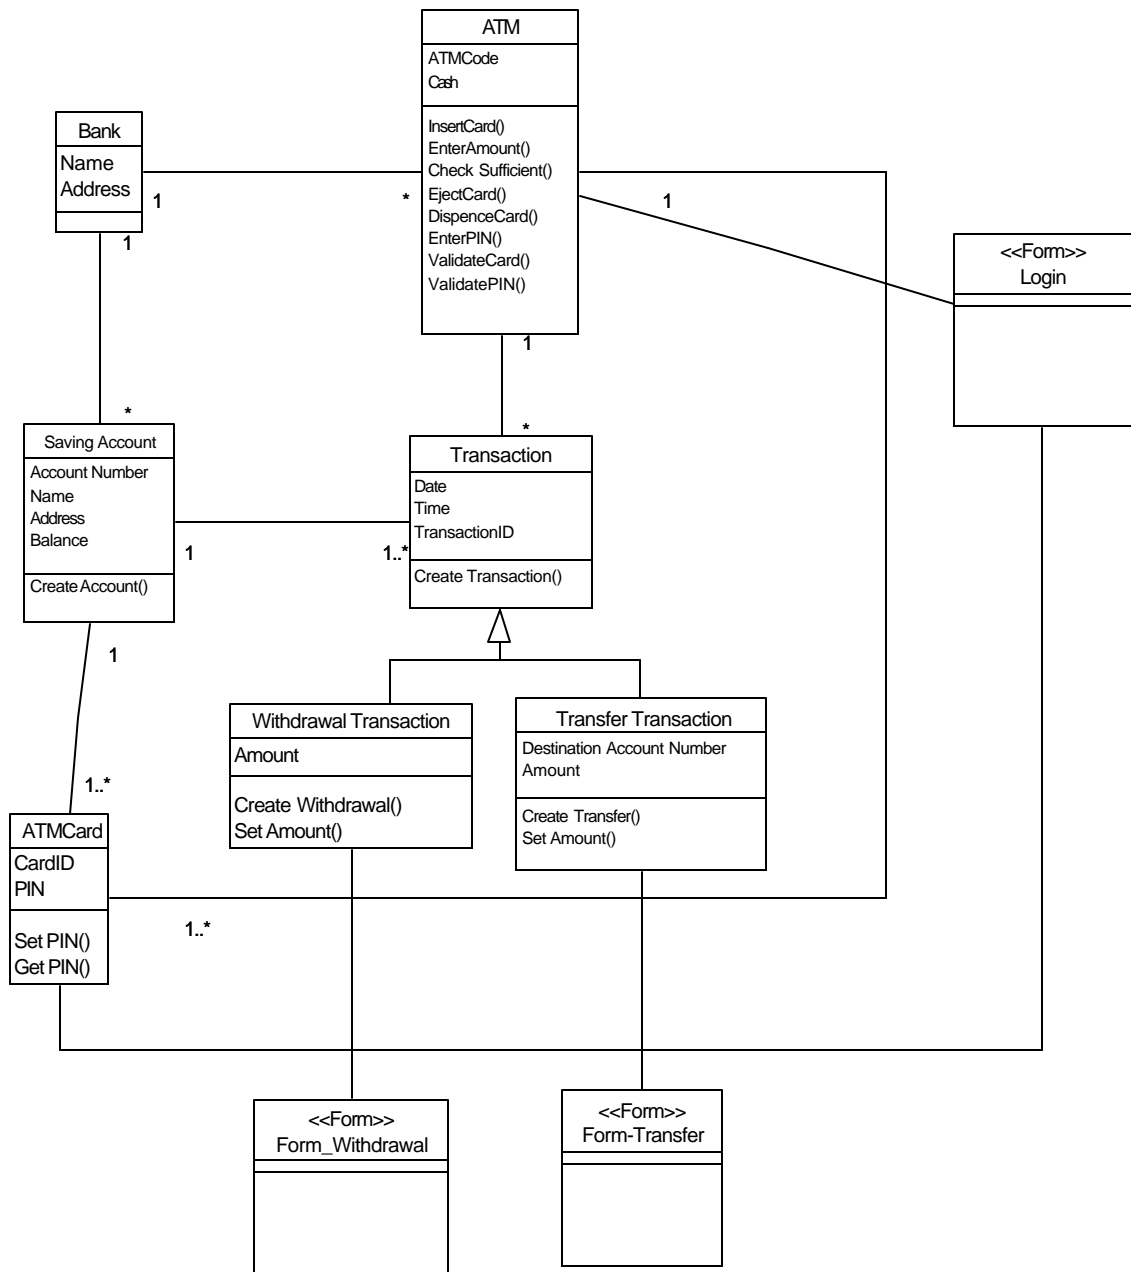 ATM
ATMCode
Cash
InsertCard()
EnterAmount()
Check Sufficient()
EjectCard()
DispenceCard()
EnterPIN()
ValidateCard()
ValidatePIN()
Bank
Name
Address
1
*
1
1
<<Form>>
Login
1
*
*
Saving Account
Account Number
Name
Address
Balance
Create Account()
1
1..*
Transaction
Date
Time
TransactionID
Create Transaction()
1
1..*
Withdrawal Transaction
Amount
Create Withdrawal()
Set Amount()
Transfer Transaction
Destination Account Number
Amount
Create Transfer()
Set Amount()
ATMCard
CardID
PIN
Set PIN()
Get PIN()
1..*
<<Form>>
Form_Withdrawal
<<Form>>
Form-Transfer